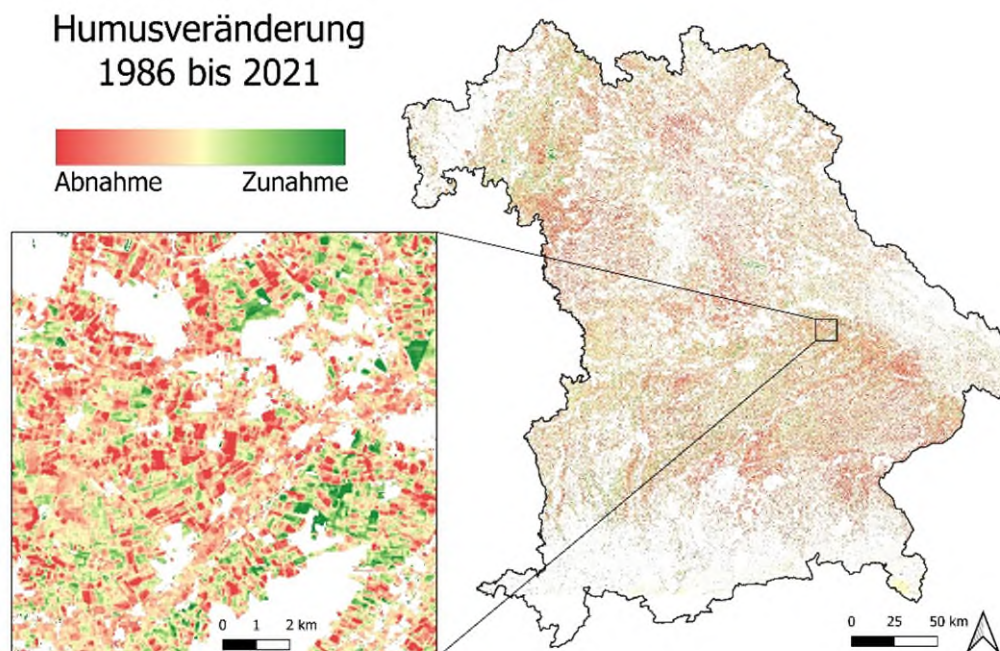 Humusveränderung
1986 bis 2021
Abnahme Zunahme
0 1 2 km
0 25 50 km